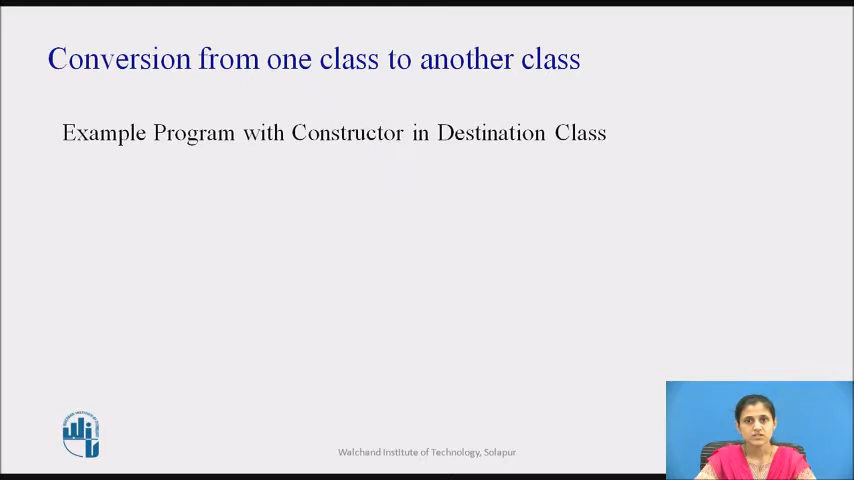 Conversion from one class to another class
Example Program with Constructor in Destination Class
Walchand Institute of Technology, Solapur